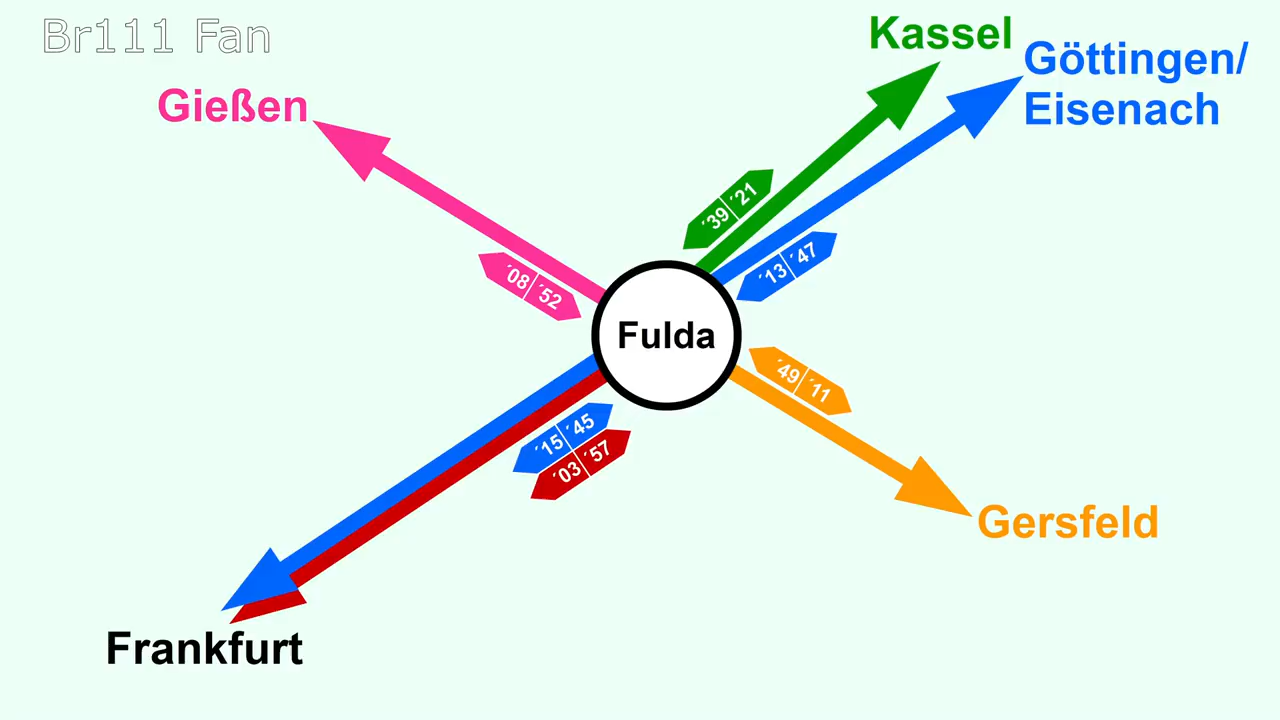 Br111 Fan
Kassel
Göttingen/
Eisenach
Gießen
´39 ´21
´13 ´47
´08 ´52
Fulda
´49 ´11
´15 ´45
´03 ´57
Gersfeld
Frankfurt